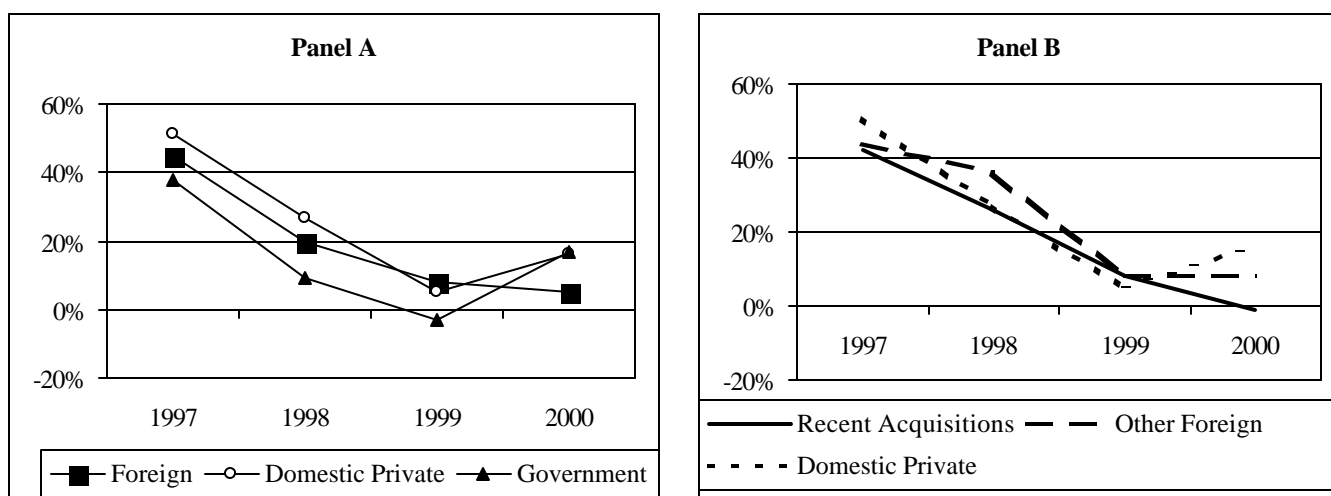 Panel A
60%
40%
20%
0%
-20%
1997 1998 1999 2000
Foreign Domestic Private Government
Panel B
60%
40%
20%
0%
1997 1998 1999 2000
-20%
Recent Acquisitions Other Foreign
Domestic Private